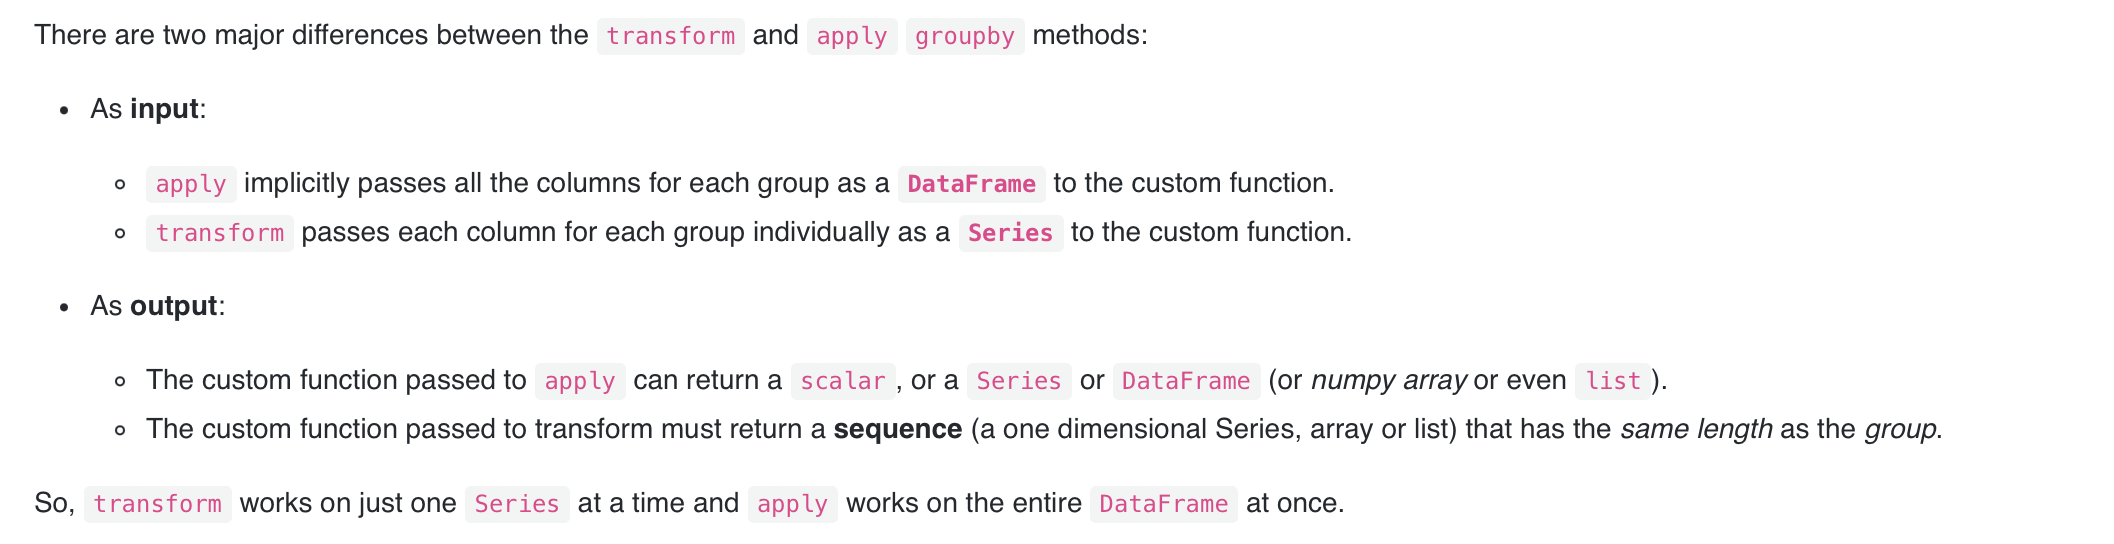 There are two major differences between the transform and apply groupby methods:
• As input:
◦ apply implicitly passes all the columns for each group as a DataFrame to the custom function.
◦ transform passes each column for each group individually as a Series to the custom function.
• As output:
◦ The custom function passed to apply can return a scalar, or a Series or DataFrame (or numpy array or even list).
◦ The custom function passed to transform must return a sequence (a one dimensional Series, array or list) that has the same length as the group.
So, transform works on just one Series at a time and apply works on the entire DataFrame at once.